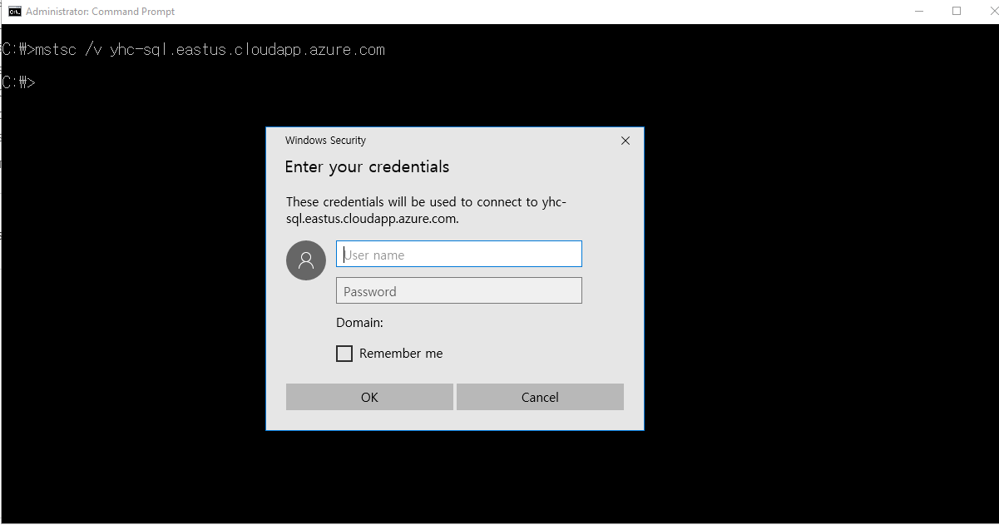 Administrator: Command Prompt
C:₩>mstsc /v yhc-sql.eastus.cloudapp.azure.com
C:₩>
Windows Security
Enter your credentials
These credentials will be used to connect to yhc-
sql.eastus.cloudapp.azure.com.
User name
Password
Domain:
Remember me
OK Cancel